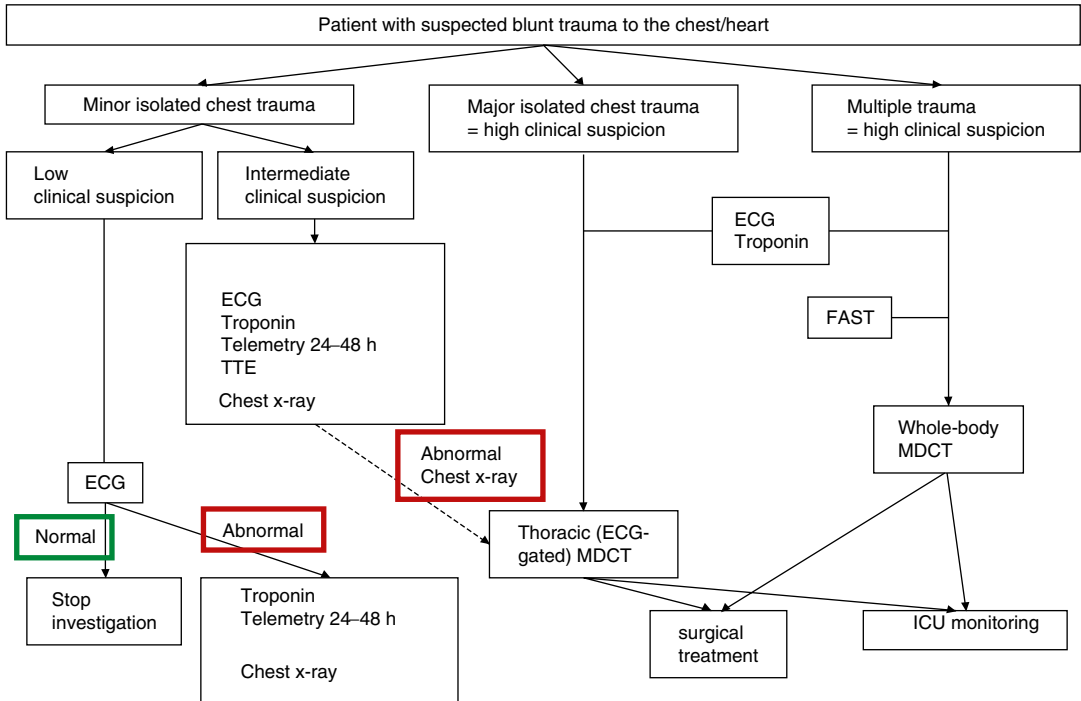 Patient with suspected blunt trauma to the chest/heart
Minor isolated chest trauma
Major isolated chest trauma
= high clinical suspicion
Multiple trauma
= high clinical suspicion
Low
clinical suspicion
Intermediate
clinical suspicion
ECG
Troponin
ECG
Troponin
Telemetry 24–48 h
TTE
Chest x-ray
FAST
Whole-body
MDCT
Abnormal
Chest x-ray
ECG
Normal
Abnormal
Thoracic (ECG-
gated) MDCT
Stop
investigation
Troponin
Telemetry 24–48 h
Chest x-ray
surgical
treatment
ICU monitoring